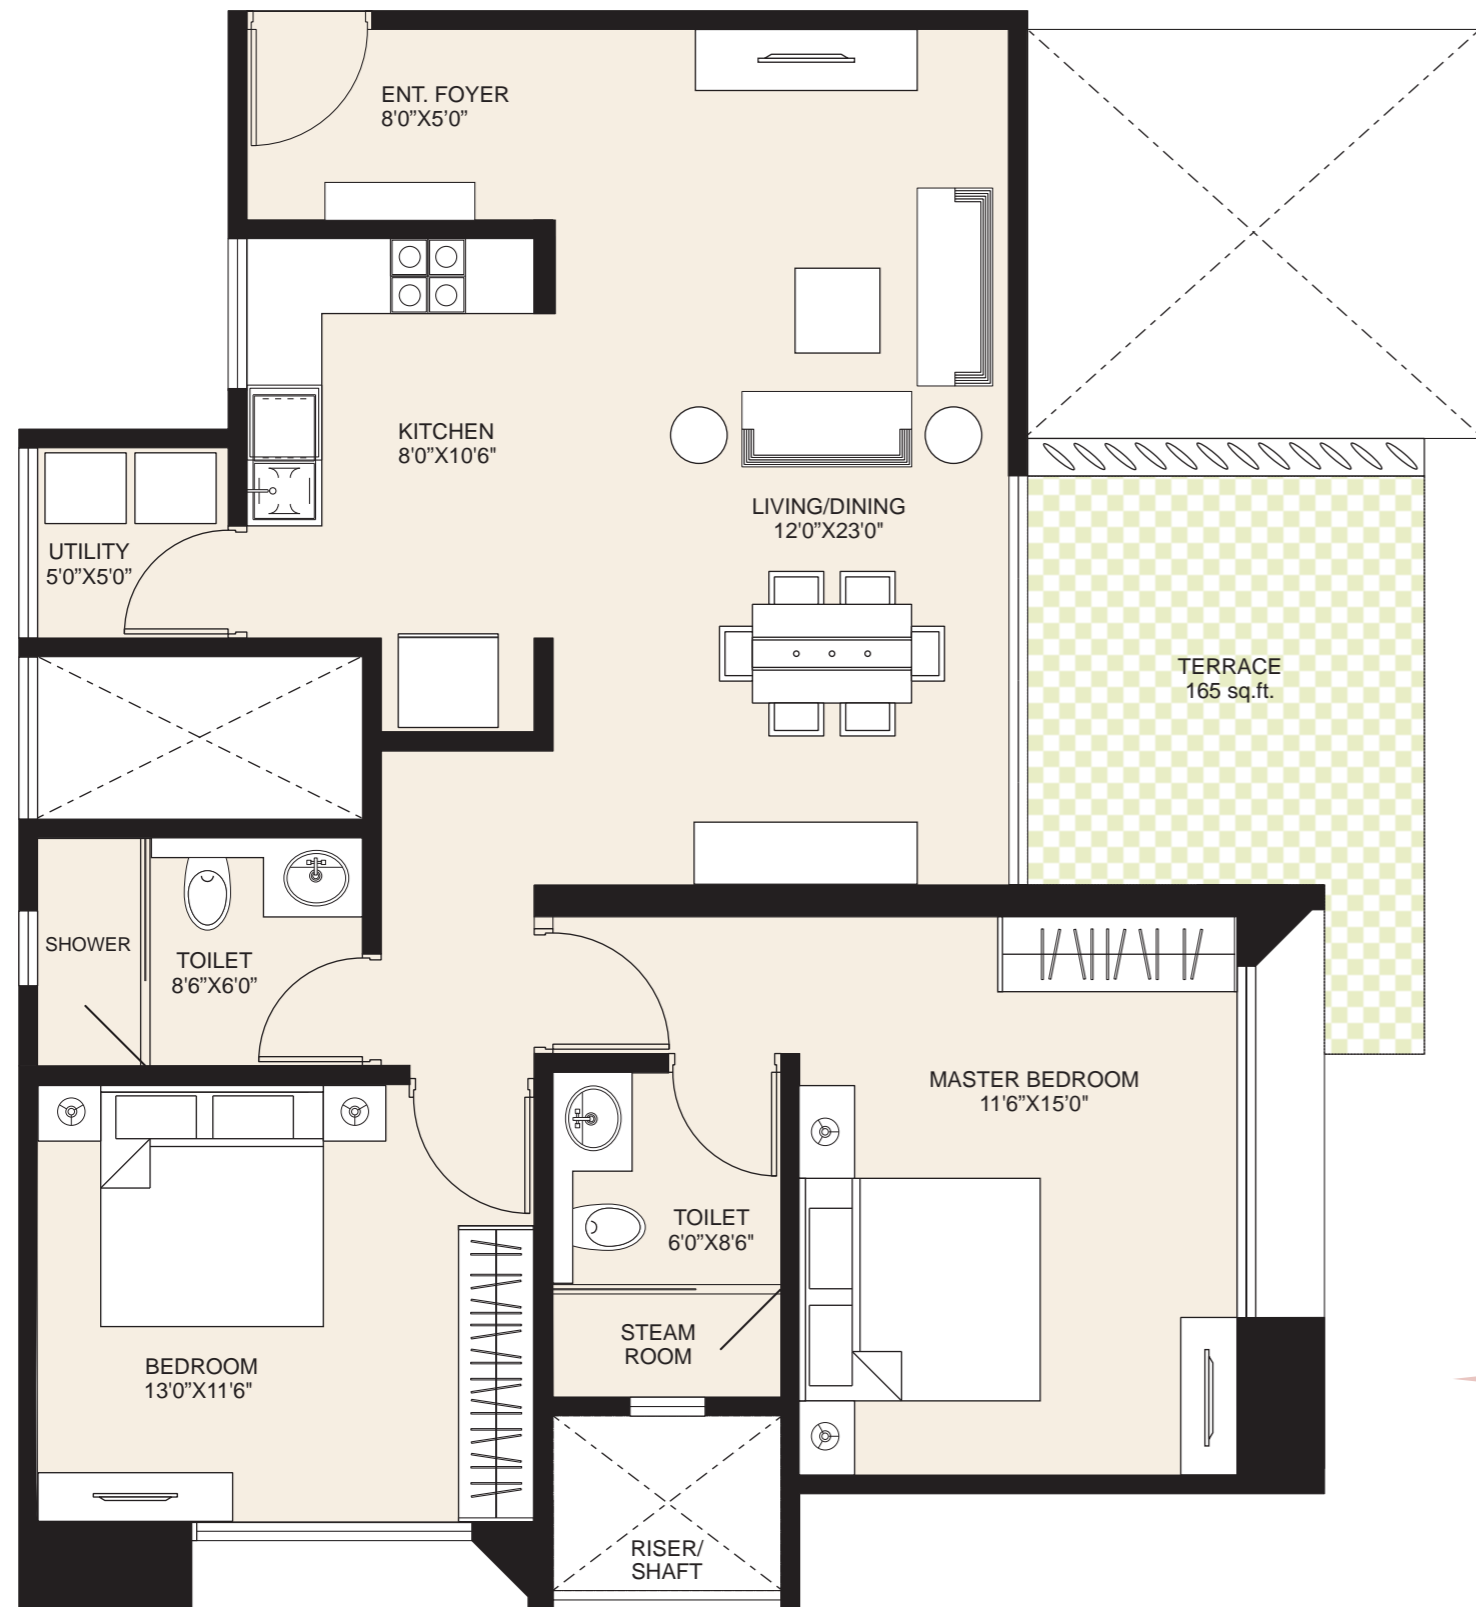 ENT. FOYER
8'0”X5’0”
KITCHEN
8'0”X10'6"
LIVING/DINING
12'0”X23'0"
UTILITY
5'0”X5'0”
TERRACE
165 sq.ft.
SHOWER
TOILET
8'6”X6'0”
MASTER BEDROOM
11'6”X15'0"
TOILET
6'0”X8'6”
STEAM
ROOM
BEDROOM
13'0”X11'6"
RISER/
SHAFT